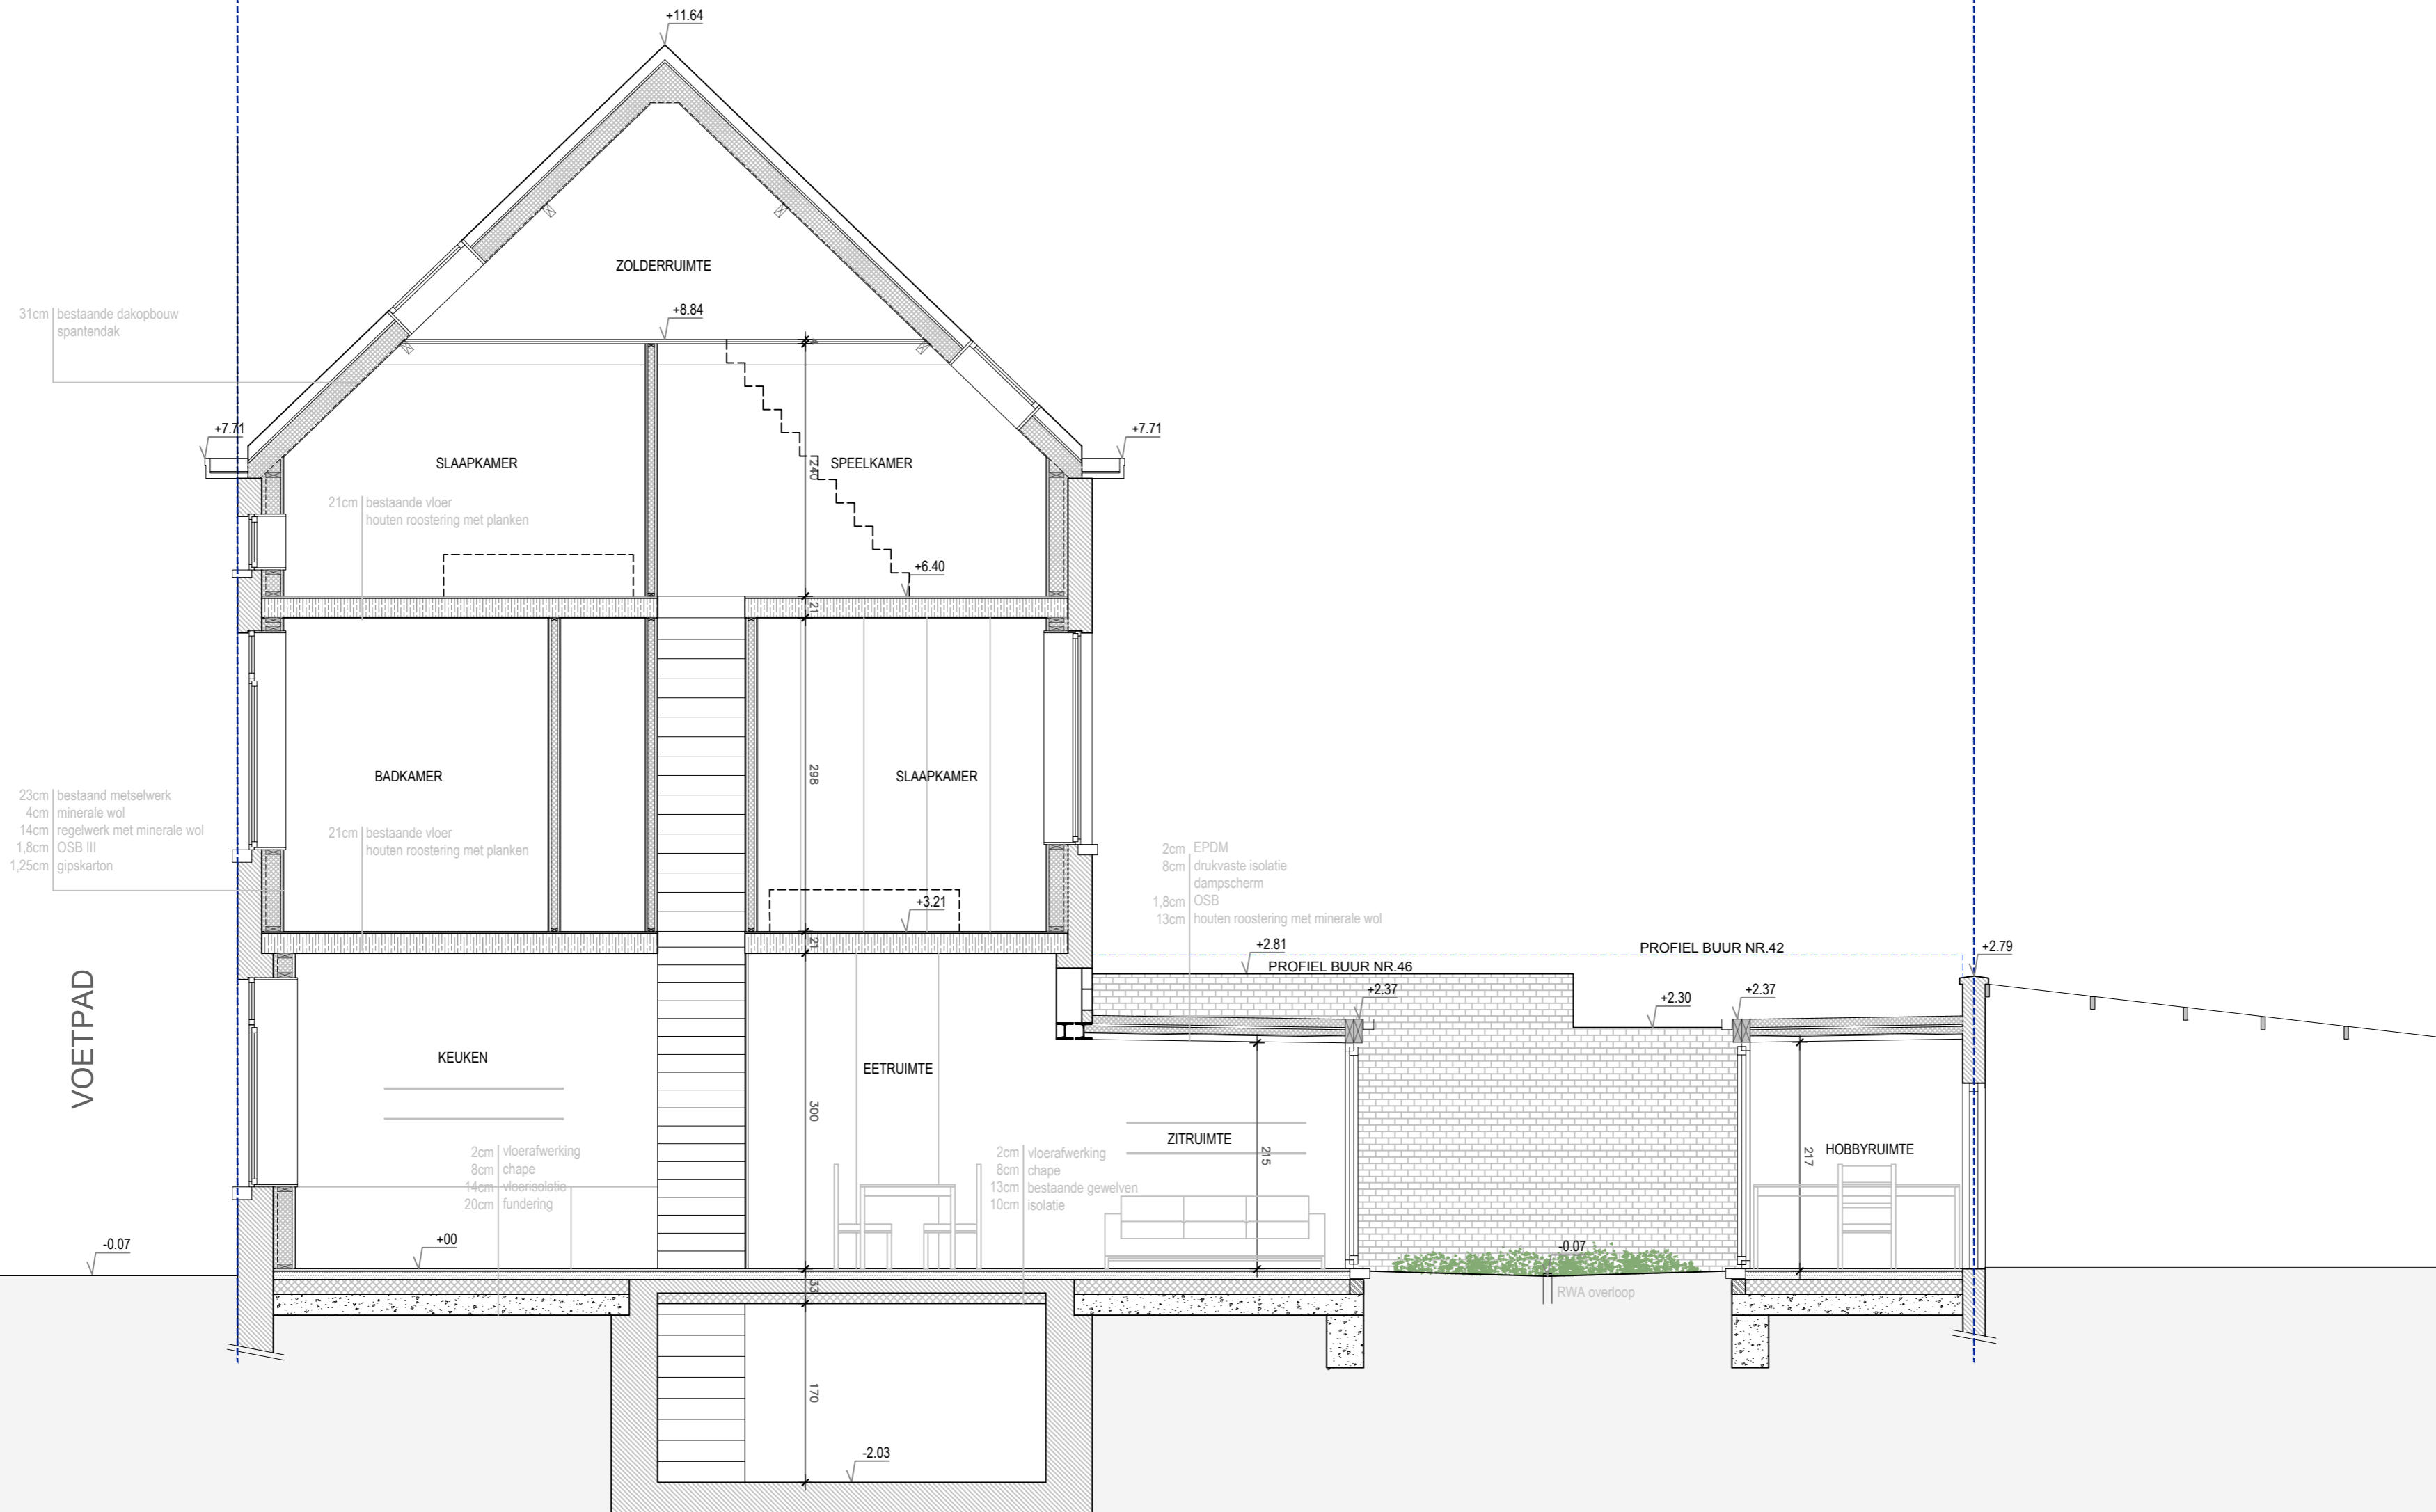 +11.64
ZOLDERRUIMTE
+8.84
31cm bestaande dakopbouw
spantendak
+7.71
+7.71
SLAAPKAMER
240
SPEELKAMER
21cm bestaande vloer
houten roostering met planken
+6.40
21
BADKAMER
298
SLAAPKAMER
23cm bestaand metselwerk
4cm minerale wol
14cm regelwerk met minerale wol
1,8cm OSB III
1,25cm gipskarton
21cm bestaande vloer
houten roostering met planken
2cm EPDM
8cm drukvaste isolatie
dampscherm
1,8cm OSB
13cm houten roostering met minerale wol
+3.21
21
+2.81
PROFIEL BUUR NR.46
PROFIEL BUUR NR.42
+2.79
+2.37
+2.30
+2.37
VOETPAD
KEUKEN
EETRUIMTE
300
ZITRUIMTE
215
HOBBYRUIMTE
217
2cm vloerafwerking
8cm chape
14cm vloerisolatie
20cm fundering
2cm vloerafwerking
8cm chape
13cm bestaande gewelven
10cm isolatie
-0.07
+00
-0.07
33
RWA overloop
170
-2.03